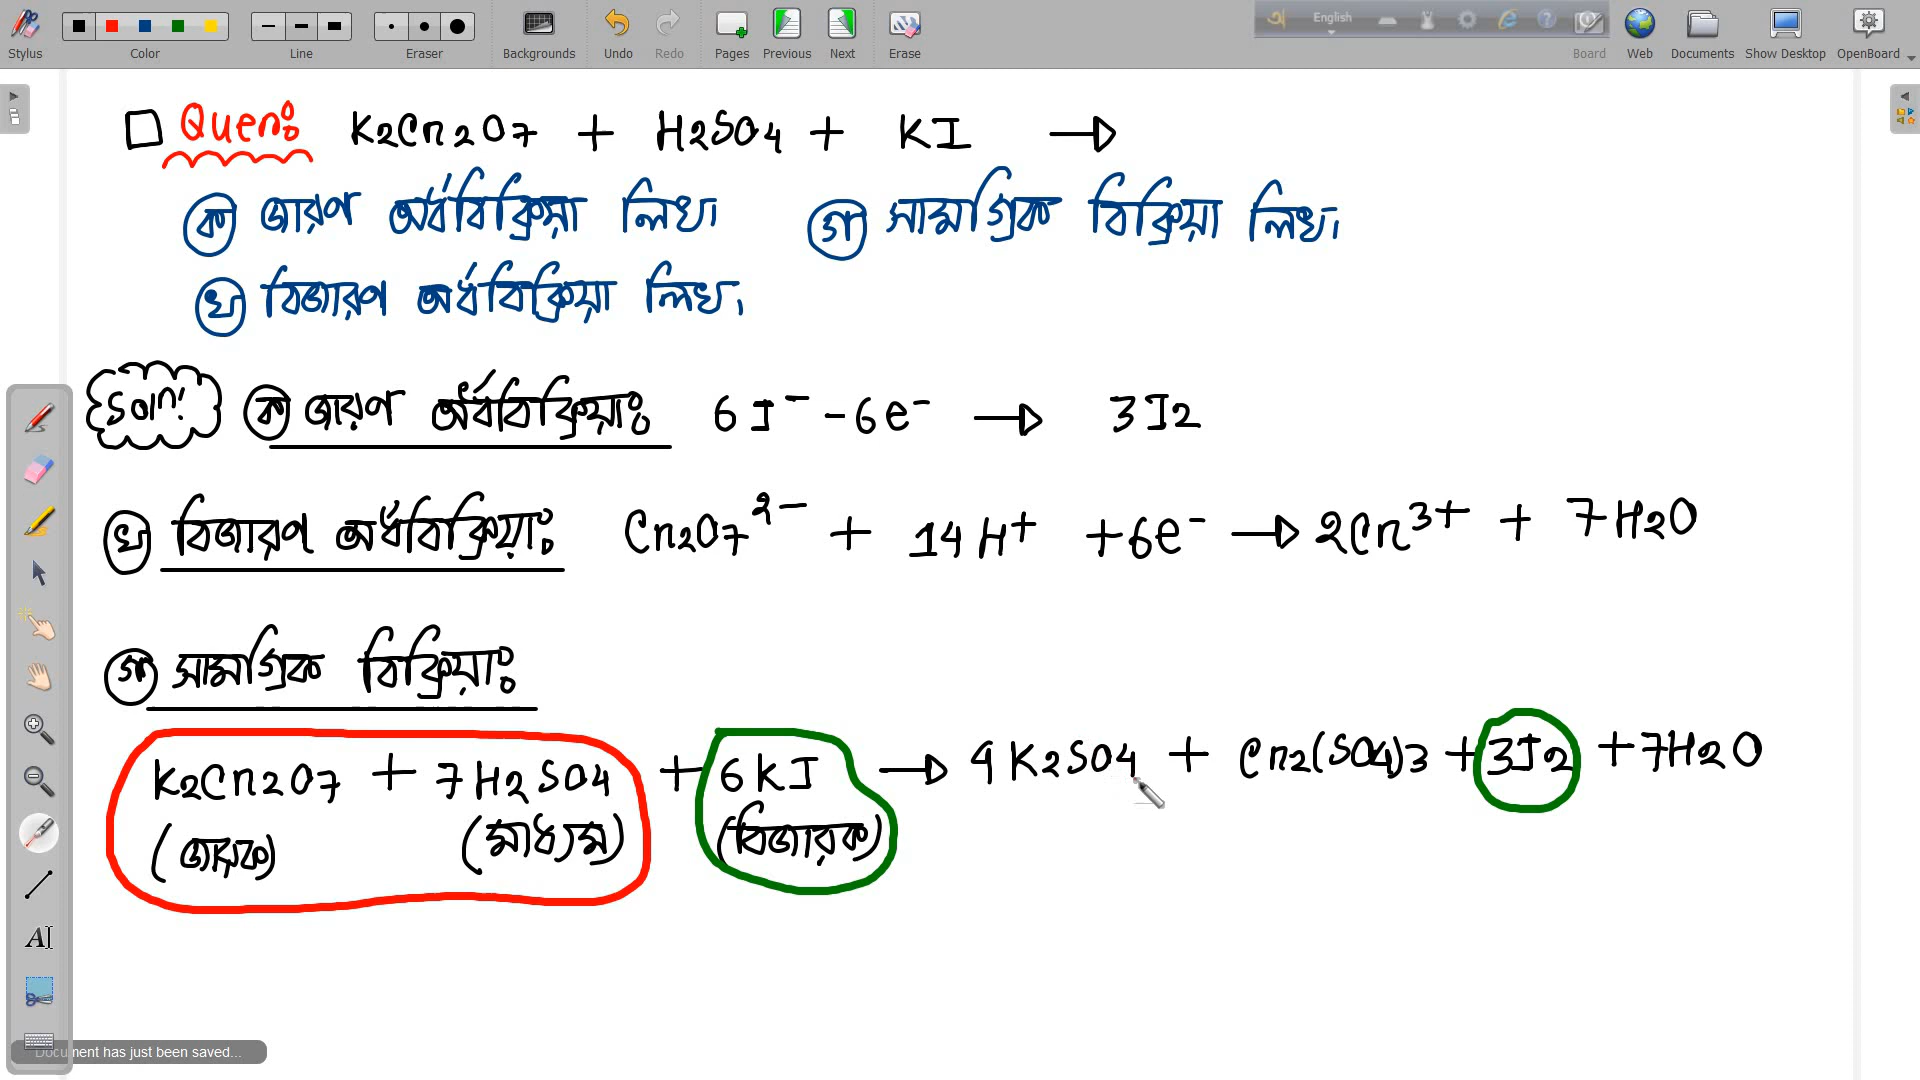 Stylus Color Line Eraser Backgrounds Undo Redo Pages Previous Next Erase English Board Web Documents Show Desktop OpenBoard
Quen: K2Cr2O7 + H2SO4 + KI →
ক জারণ অর্ধবিক্রিয়া লিখ। গ সামগ্রিক বিক্রিয়া লিখ।
খ বিজারণ অর্ধবিক্রিয়া লিখ।
Soln: ক জারণ অর্ধবিক্রিয়াঃ 6I⁻ - 6e⁻ → 3I2
খ বিজারণ অর্ধবিক্রিয়াঃ Cr2O7²⁻ + 14H⁺ + 6e⁻ → 2Cr³⁺ + 7H2O
গ সামগ্রিক বিক্রিয়াঃ
K2Cr2O7 + 7H2SO4 + 6KI → 4K2SO4 + Cr2(SO4)3 + 3I2 + 7H2O
(জারক) (মাধ্যম) (বিজারক)
Document has just been saved...